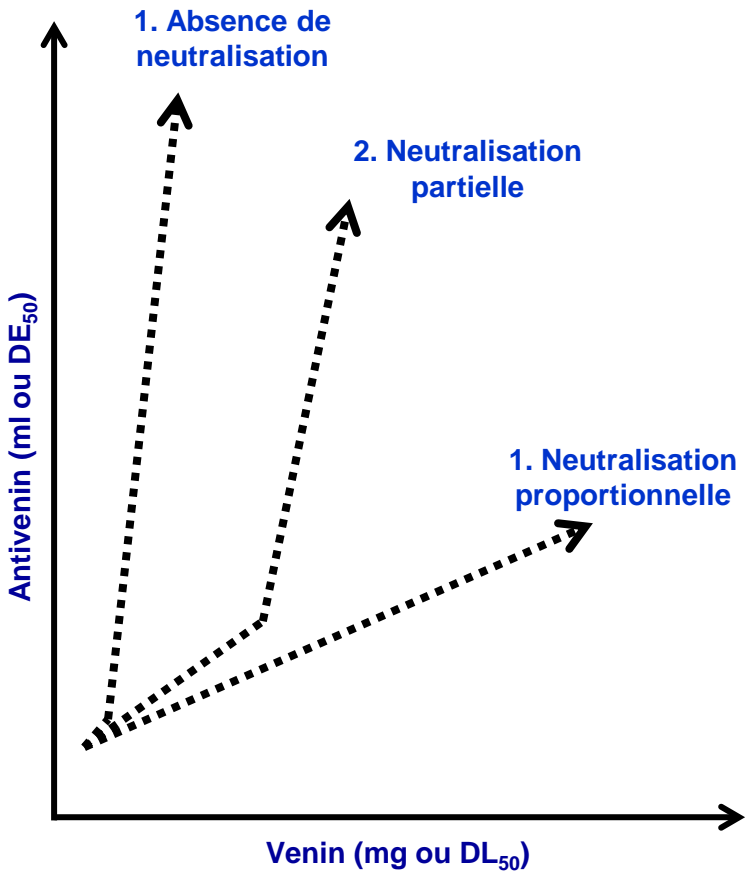 1. Absence de
neutralisation
2. Neutralisation
partielle
1. Neutralisation
proportionnelle
Antivenin (ml ou DE₅₀)
Venin (mg ou DL₅₀)